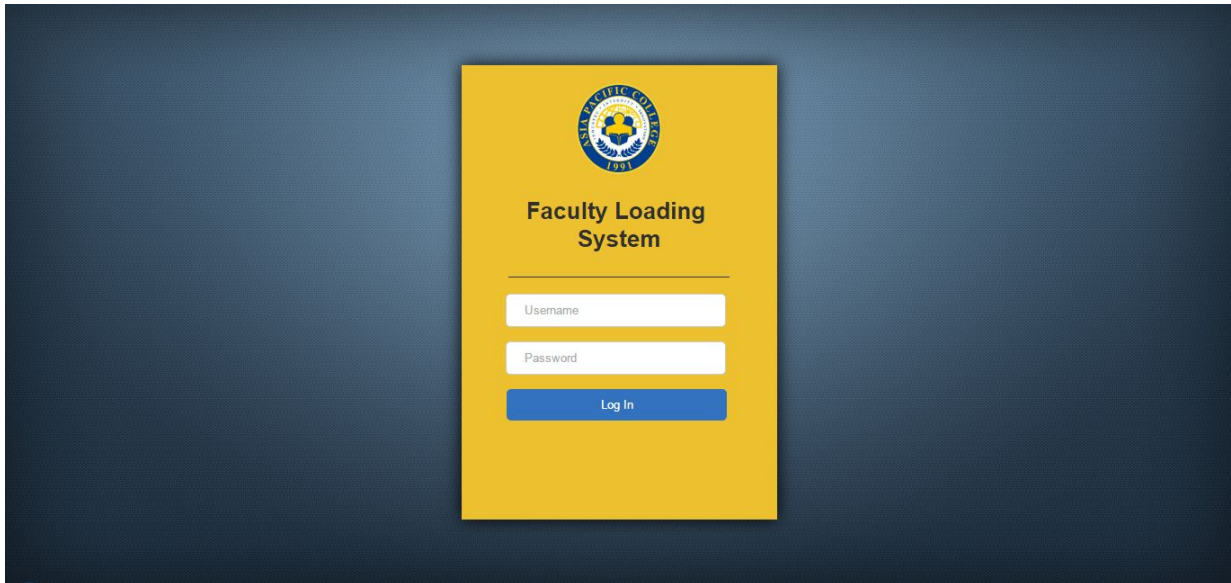 ASIA PACIFIC COLLEGE
1991
Faculty Loading
System
Username
Password
Log In